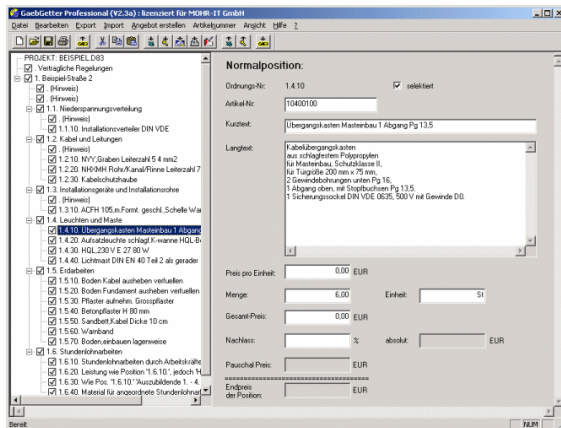 GaebGetter Professional (V2.3a) : lizenziert für MOHR-IT GmbH
Datei Bearbeiten Export Import Angebot erstellen Artikelnummer Ansicht Hilfe ?
PROJEKT: BEISPIEL.D83
. Vertragliche Regelungen
1. Beispiel-Straße 2
. (Hinweis)
. (Hinweis)
1.1. Niederspannungsverteilung
. (Hinweis)
1.1.10. Installationsverteiler DIN VDE
1.2. Kabel und Leitungen
. (Hinweis)
1.2.10. NYY,Graben Leiterzahl 5 4 mm2
1.2.20. NHXMH Rohr/Kanal/Rinne Leiterzahl 7
1.2.30. Kabelschutzhaube
1.3. Installationsgeräte und Installationsrohre
. (Hinweis)
1.3.10. ACFH 105,m.Formt. geschl.,Schelle Wa
1.4. Leuchten und Maste
1.4.10. Übergangskasten Masteinbau 1 Abgang
1.4.20. Aufsatzleuchte schlagf.K-wanne HQL-B
1.4.30. HQL,230 V E 27 80 W
1.4.40. Lichtmast DIN EN 40 Teil 2 als gerader
1.5. Erdarbeiten
1.5.10. Boden Kabel ausheben verfuellen
1.5.20. Boden Fundament ausheben verfuellen
1.5.30. Pflaster aufnehm. Grosspflaster
1.5.40. Betonpflaster H 80 mm
1.5.50. Sandbett,Kabel Dicke 10 cm
1.5.60. Warnband
1.5.70. Boden,einbauen lagenweise
1.6. Stundenlohnarbeiten
1.6.10. Stundenlohnarbeiten durch Arbeitskräfte
1.6.20. Leistung wie Position "1.6.10.", jedoch "H
1.6.30. Wie Pos. "1.6.10." "Auszubildende 1. - 4.
1.6.40. Material für angeordnete Stundenlohnar
Normalposition:
Ordnungs-Nr: 1.4.10 selektiert
Artikel-Nr: 10400100
Kurztext: Übergangskasten Masteinbau 1 Abgang Pg 13,5
Langtext: Kabelübergangskasten
aus schlagfestem Polypropylen
für Masteinbau, Schutzklasse II,
für Türgröße 200 mm x 75 mm,
2 Gewindebohrungen unten Pg 16,
1 Abgang oben, mit Stopfbuchsen Pg 13,5.
1 Sicherungssockel DIN VDE 0635, 500 V mit Gewinde D0.
Preis pro Einheit: 0,00 EUR
Menge: 6,00 Einheit: St
Gesamt-Preis: 0,00 EUR
Nachlass: % absolut: EUR
Pauschal Preis: EUR
Endpreis
der Position: EUR
Bereit NUM